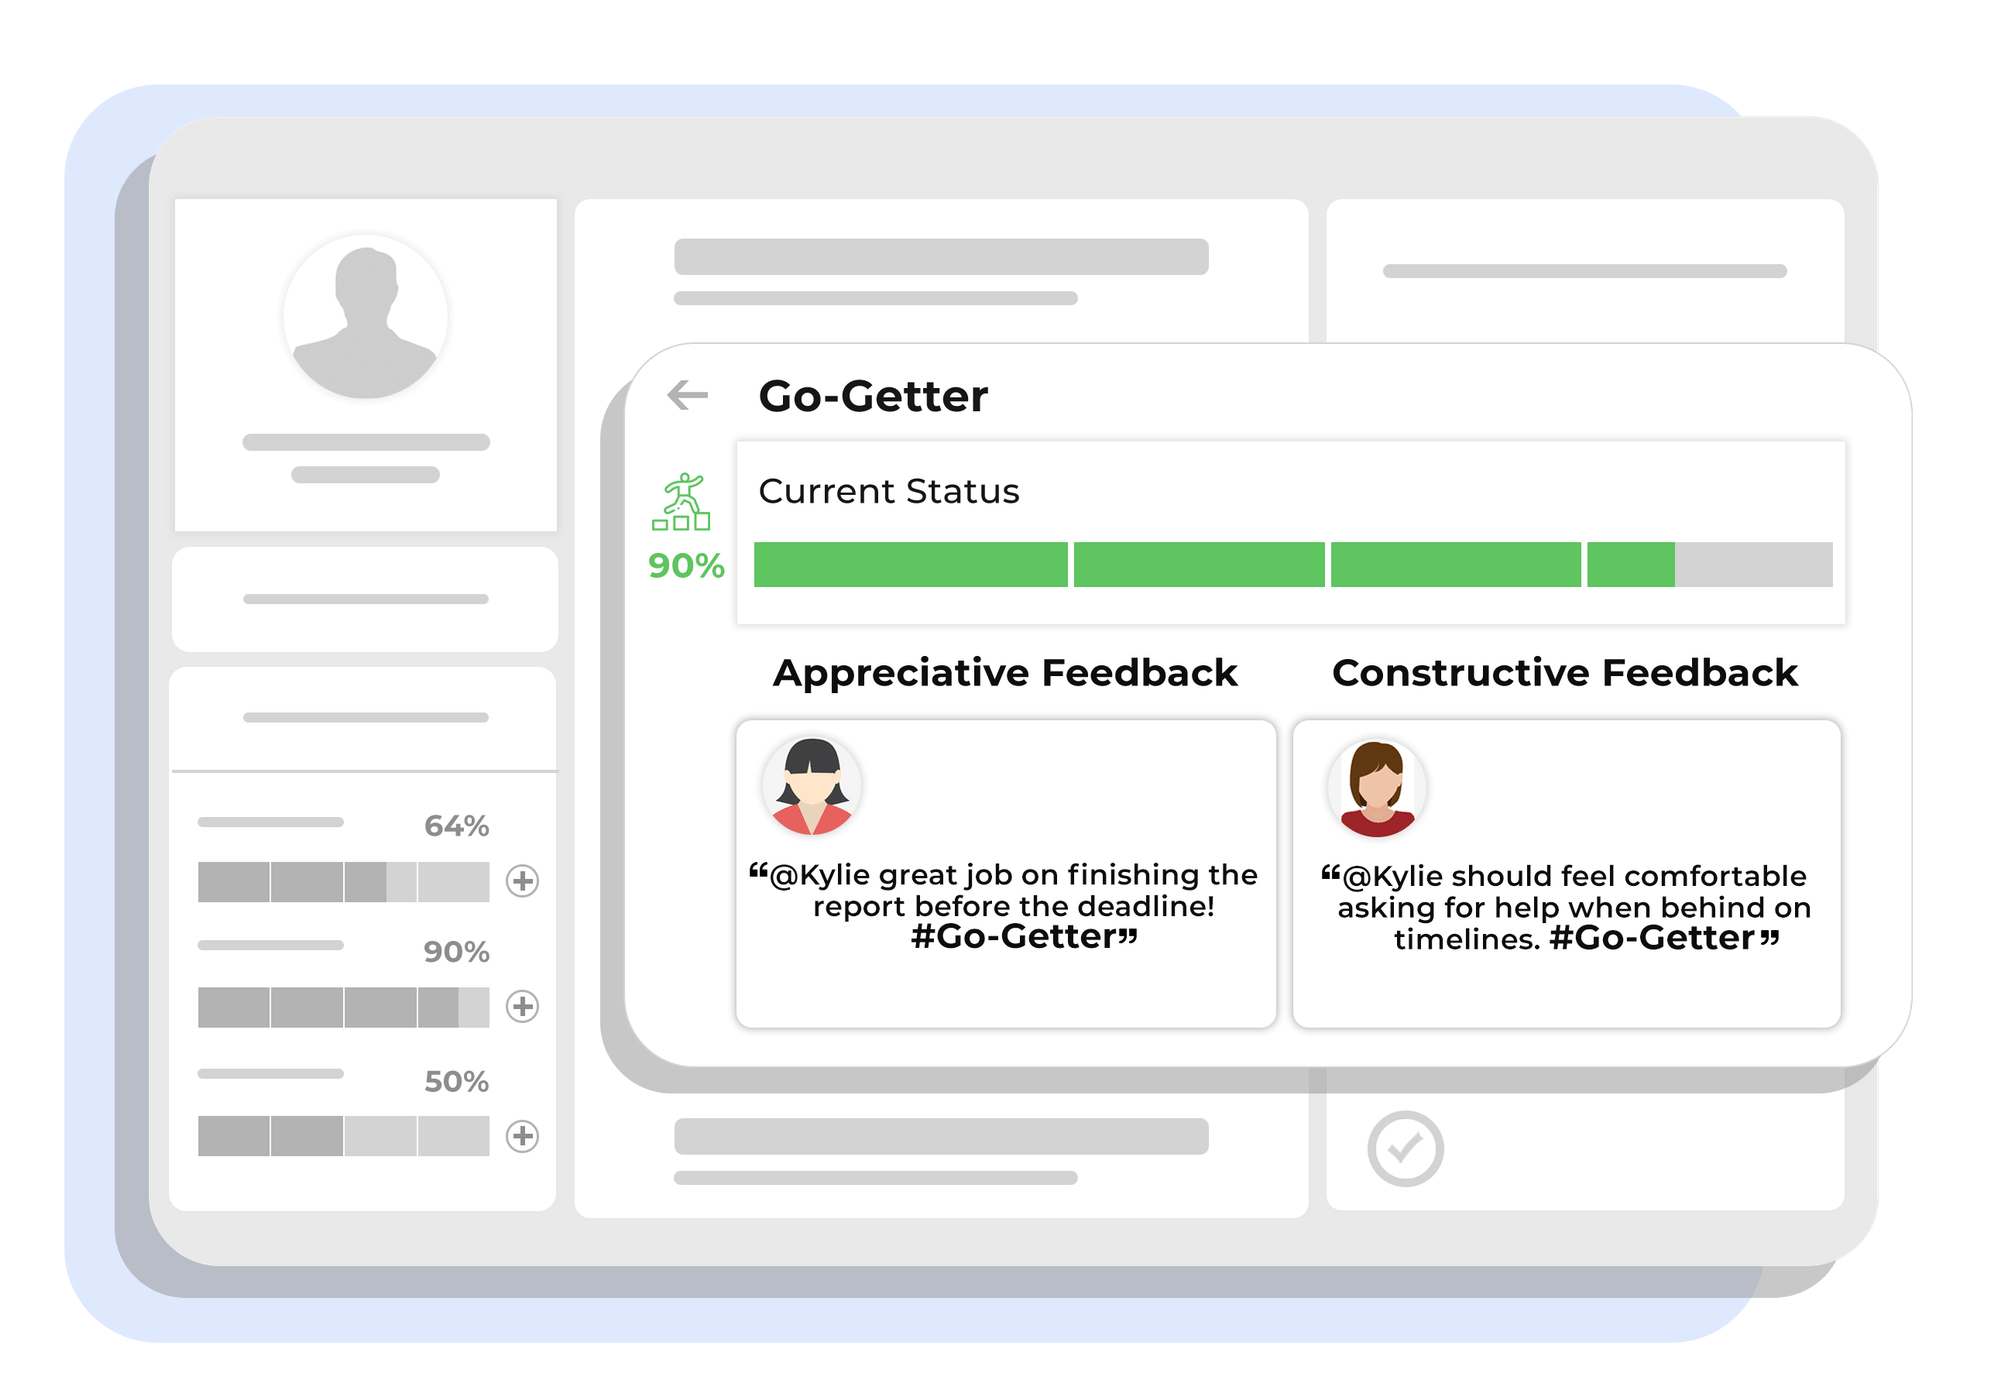 Go-Getter
Current Status
90%
Appreciative Feedback
“@Kylie great job on finishing the
report before the deadline!
#Go-Getter”
Constructive Feedback
“@Kylie should feel comfortable
asking for help when behind on
timelines. #Go-Getter”
64%
90%
50%